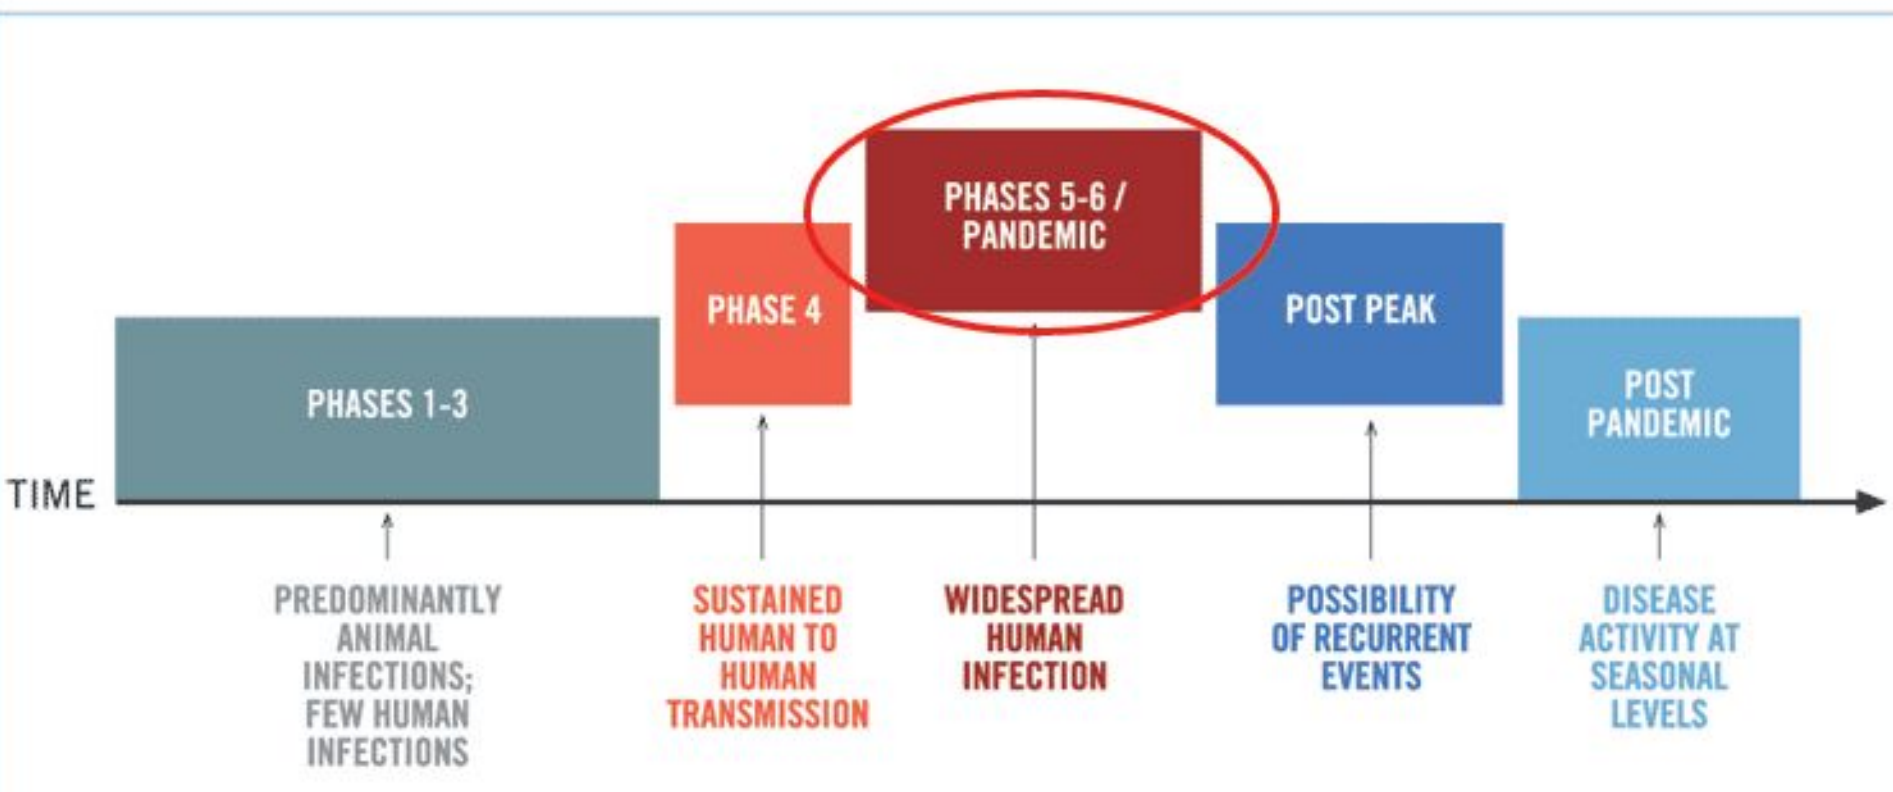 PHASES 5-6 /
PANDEMIC
PHASE 4
POST PEAK
PHASES 1-3
POST
PANDEMIC
TIME
PREDOMINANTLY
ANIMAL
INFECTIONS;
FEW HUMAN
INFECTIONS
SUSTAINED
HUMAN TO
HUMAN
TRANSMISSION
WIDESPREAD
HUMAN
INFECTION
POSSIBILITY
OF RECURRENT
EVENTS
DISEASE
ACTIVITY AT
SEASONAL
LEVELS